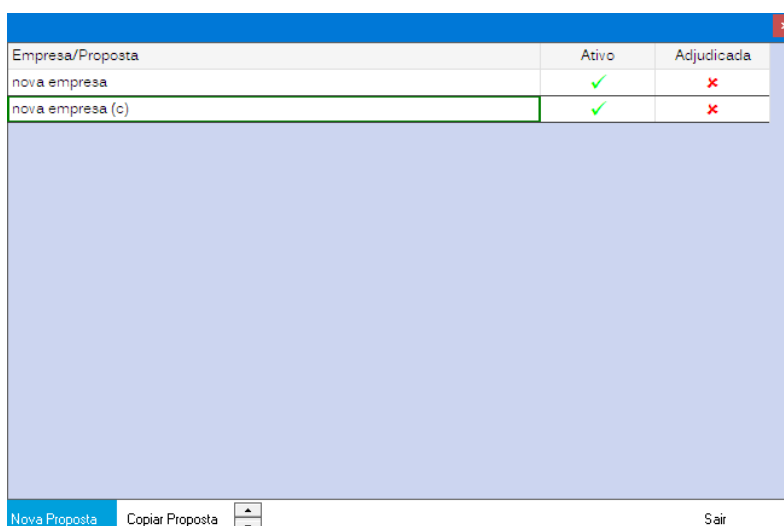 Empresa/Proposta Ativo Adjudicada
nova empresa
nova empresa (c)
Nova Proposta Copiar Proposta Sair